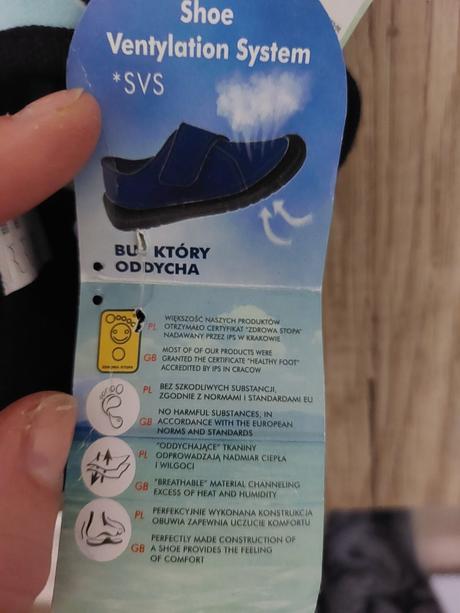 Shoe
Ventylation System
*SVS
KTÓRY
ODDYCHA
PL WIĘKSZOŚĆ NASZYCH PRODUKTÓW
OTRZYMAŁO CERTYFIKAT "ZDROWA STOPA"
NADAWANY PRZEZ IPS W KRAKOWIE
GB MOST OF OF OUR PRODUCTS WERE
GRANTED THE CERTIFICATE "HEALTHY FOOT"
ACCREDITED BY IPS IN CRACOW
PL BEZ SZKODLIWYCH SUBSTANCJI,
ZGODNIE Z NORMAMI I STANDARDAMI EU
GB NO HARMFUL SUBSTANCES, IN
ACCORDANCE WITH THE EUROPEAN
NORMS AND STANDARDS
PL "ODDYCHAJĄCE" TKANINY
ODPROWADZAJĄ NADMIAR CIEPŁA
I WILGOCI
GB "BREATHABLE" MATERIAL CHANNELING
EXCESS OF HEAT AND HUMIDITY
PL PERFEKCYJNIE WYKONANA KONSTRUKCJA
OBUWIA ZAPEWNIA UCZUCIE KOMFORTU
GB PERFECTLY MADE CONSTRUCTION OF
A SHOE PROVIDES THE FEELING
OF COMFORT